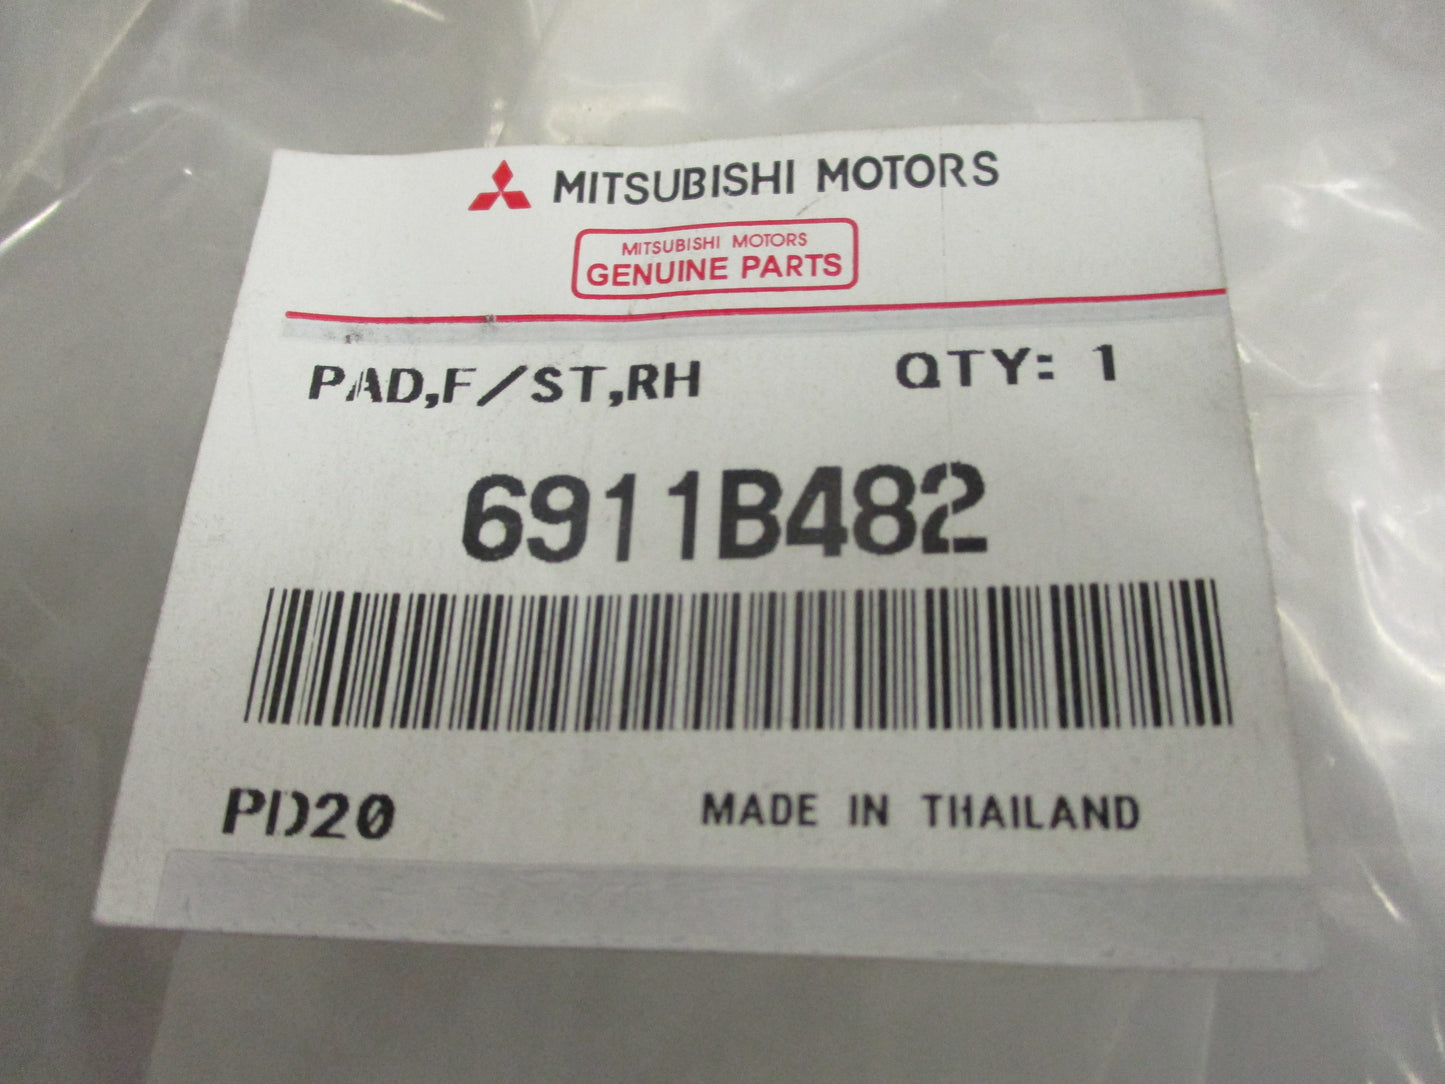 MITSUBISHI MOTORS
MITSUBISHI MOTORS
GENUINE PARTS
PAD,F/ST,RH QTY: 1
6911B482
PD20 MADE IN THAILAND